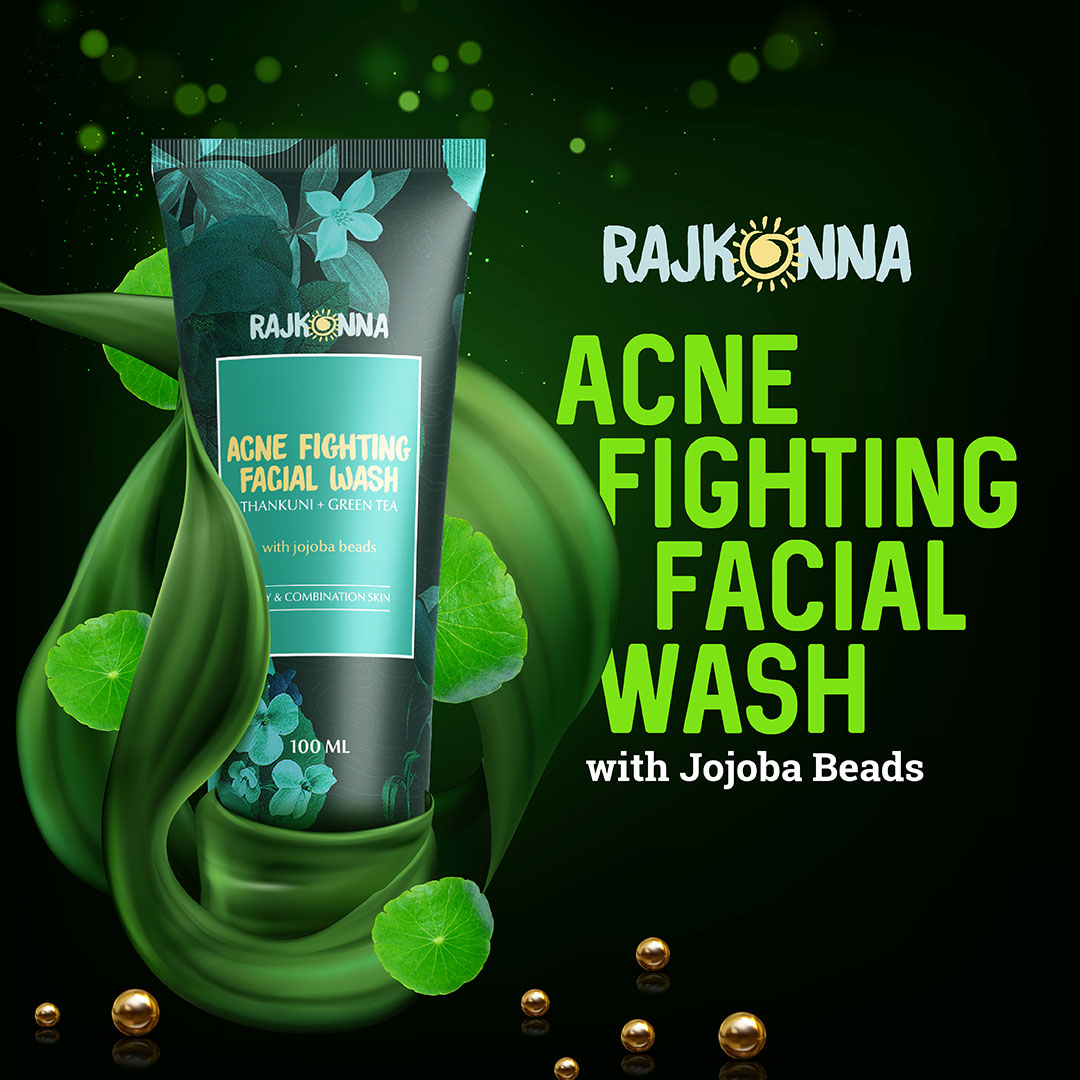 RAJKONNA
ACNE FIGHTING
FACIAL WASH
THANKUNI + GREEN TEA
with jojoba beads
& COMBINATION SKIN
100 ML
RAJKONNA
ACNE
FIGHTING
FACIAL
WASH
with Jojoba Beads